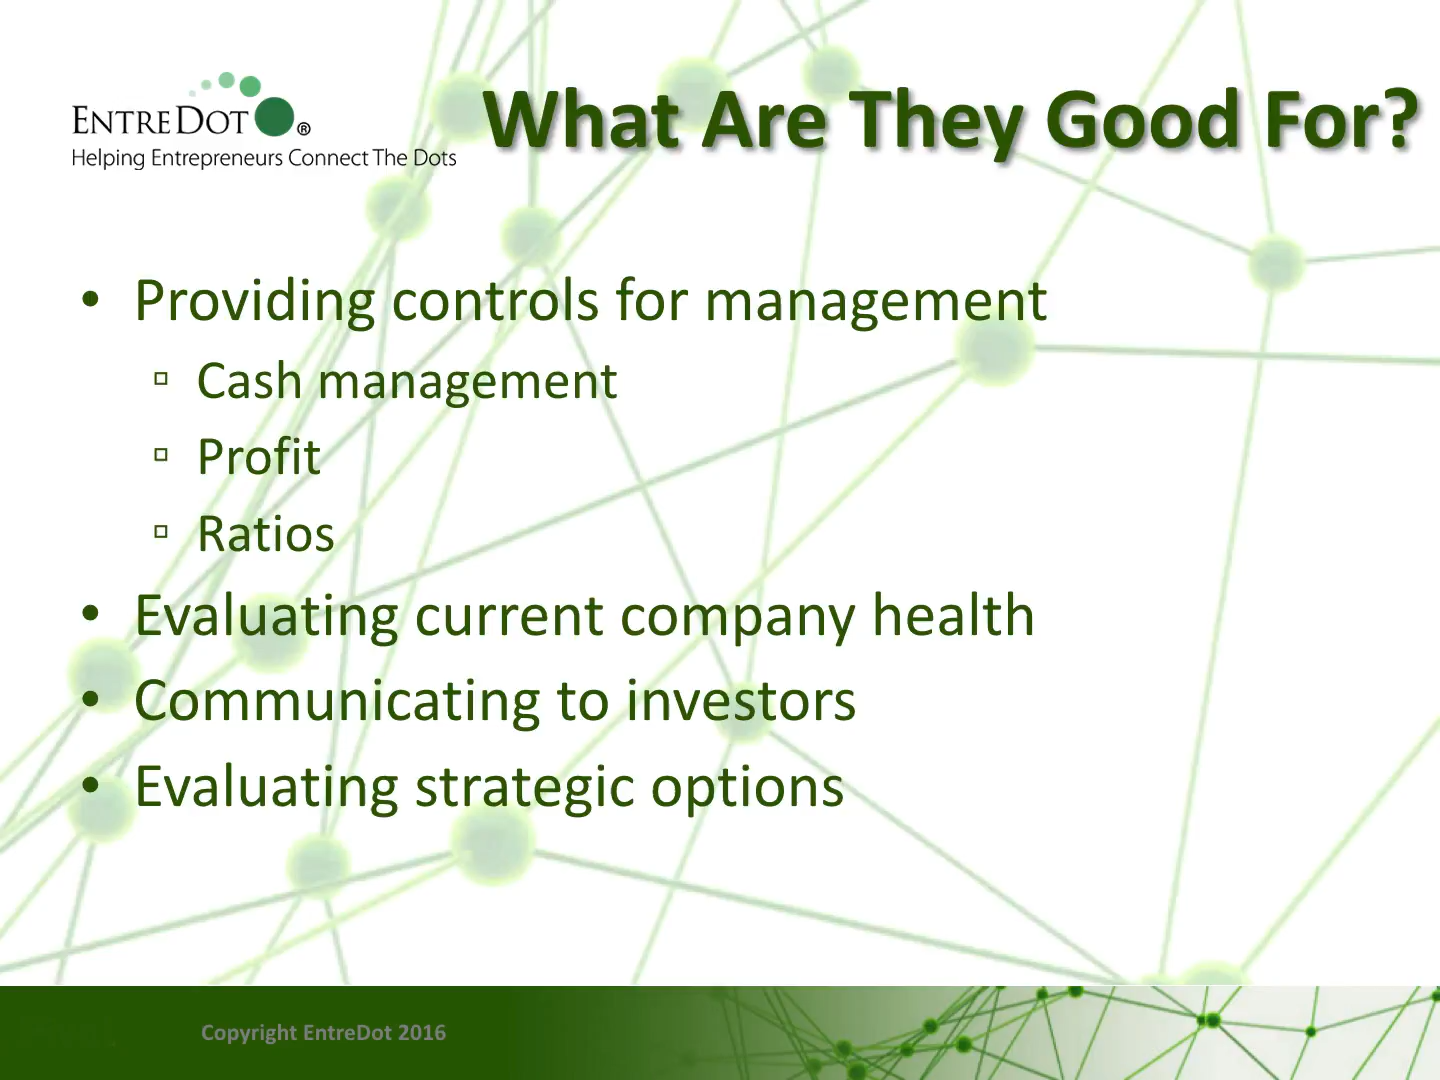 ENTREDOT®
Helping Entrepreneurs Connect The Dots
What Are They Good For?
• Providing controls for management
▫ Cash management
▫ Profit
▫ Ratios
• Evaluating current company health
• Communicating to investors
• Evaluating strategic options
Copyright EntreDot 2016